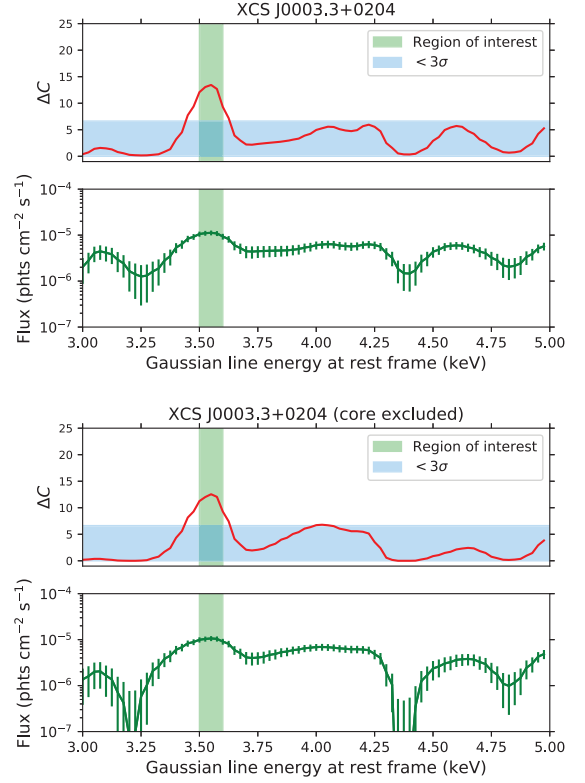 XCS J0003.3+0204
25
20
15
10
5
0
ΔC
Region of interest
< 3σ
10⁻⁴
10⁻⁵
10⁻⁶
10⁻⁷
Flux (phts cm⁻² s⁻¹)
3.00 3.25 3.50 3.75 4.00 4.25 4.50 4.75 5.00
Gaussian line energy at rest frame (keV)
XCS J0003.3+0204 (core excluded)
25
20
15
10
5
0
ΔC
Region of interest
< 3σ
10⁻⁴
10⁻⁵
10⁻⁶
10⁻⁷
Flux (phts cm⁻² s⁻¹)
3.00 3.25 3.50 3.75 4.00 4.25 4.50 4.75 5.00
Gaussian line energy at rest frame (keV)